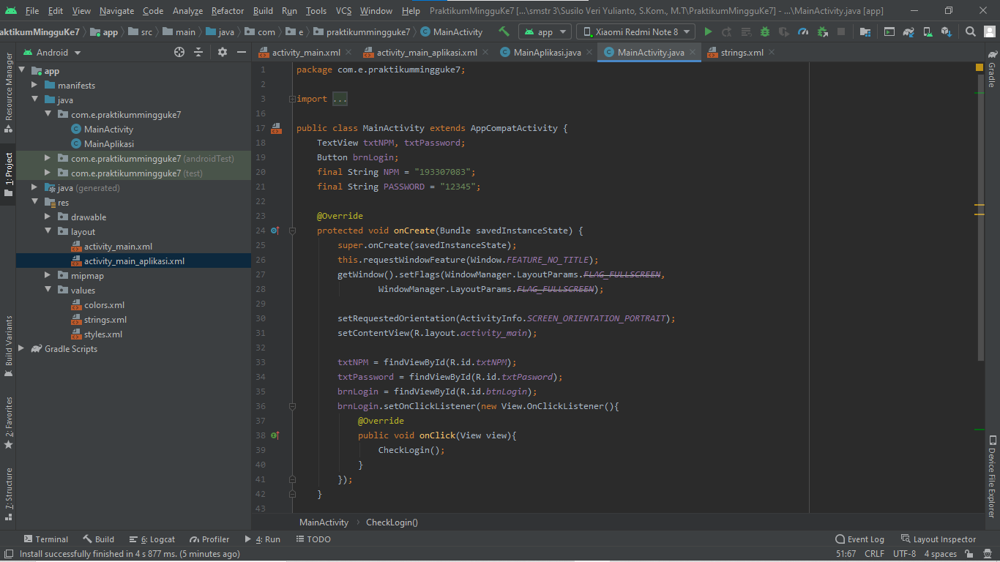 File Edit View Navigate Code Analyze Refactor Build Run Tools VCS Window Help PraktikumMingguKe7 [...\smstr 3\Susilo Veri Yulianto, S.Kom., M.T\PraktikumMingguKe7] - ...\MainActivity.java [app]
aktikumMingguKe7 app src main java com e praktikummingguke7 MainActivity app Xiaomi Redmi Note 8
Android activity_main.xml activity_main_aplikasi.xml MainAplikasi.java MainActivity.java strings.xml
Resource Manager
1: Project
Build Variants
2: Favorites
7: Structure
app
manifests
java
com.e.praktikummingguke7
MainActivity
MainAplikasi
com.e.praktikummingguke7 (androidTest)
com.e.praktikummingguke7 (test)
java (generated)
res
drawable
layout
activity_main.xml
activity_main_aplikasi.xml
mipmap
values
colors.xml
strings.xml
styles.xml
Gradle Scripts
1 package com.e.praktikummingguke7;
2
3 import ...
16
17 public class MainActivity extends AppCompatActivity {
18 TextView txtNPM, txtPassword;
19 Button brnLogin;
20 final String NPM = "193307083";
21 final String PASSWORD = "12345";
22
23 @Override
24 protected void onCreate(Bundle savedInstanceState) {
25 super.onCreate(savedInstanceState);
26 this.requestWindowFeature(Window.FEATURE_NO_TITLE);
27 getWindow().setFlags(WindowManager.LayoutParams.FLAG_FULLSCREEN,
28 WindowManager.LayoutParams.FLAG_FULLSCREEN);
29
30 setRequestedOrientation(ActivityInfo.SCREEN_ORIENTATION_PORTRAIT);
31 setContentView(R.layout.activity_main);
32
33 txtNPM = findViewById(R.id.txtNPM);
34 txtPassword = findViewById(R.id.txtPasword);
35 brnLogin = findViewById(R.id.btnLogin);
36 brnLogin.setOnClickListener(new View.OnClickListener(){
37 @Override
38 public void onClick(View view){
39 CheckLogin();
40 }
41 });
42 }
43
Gradle
Device File Explorer
MainActivity CheckLogin()
Terminal Build 6: Logcat Profiler 4: Run TODO Event Log Layout Inspector
Install successfully finished in 4 s 877 ms. (5 minutes ago) 51:67 CRLF UTF-8 4 spaces